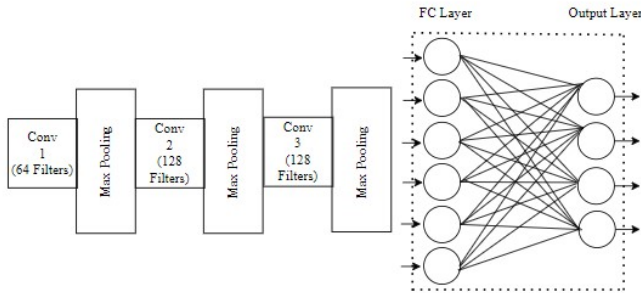 FC Layer
Output Layer
Conv
1
(64 Filters)
Max Pooling
Conv
2
(128
Filters)
Max Pooling
Conv
3
(128
Filters)
Max Pooling